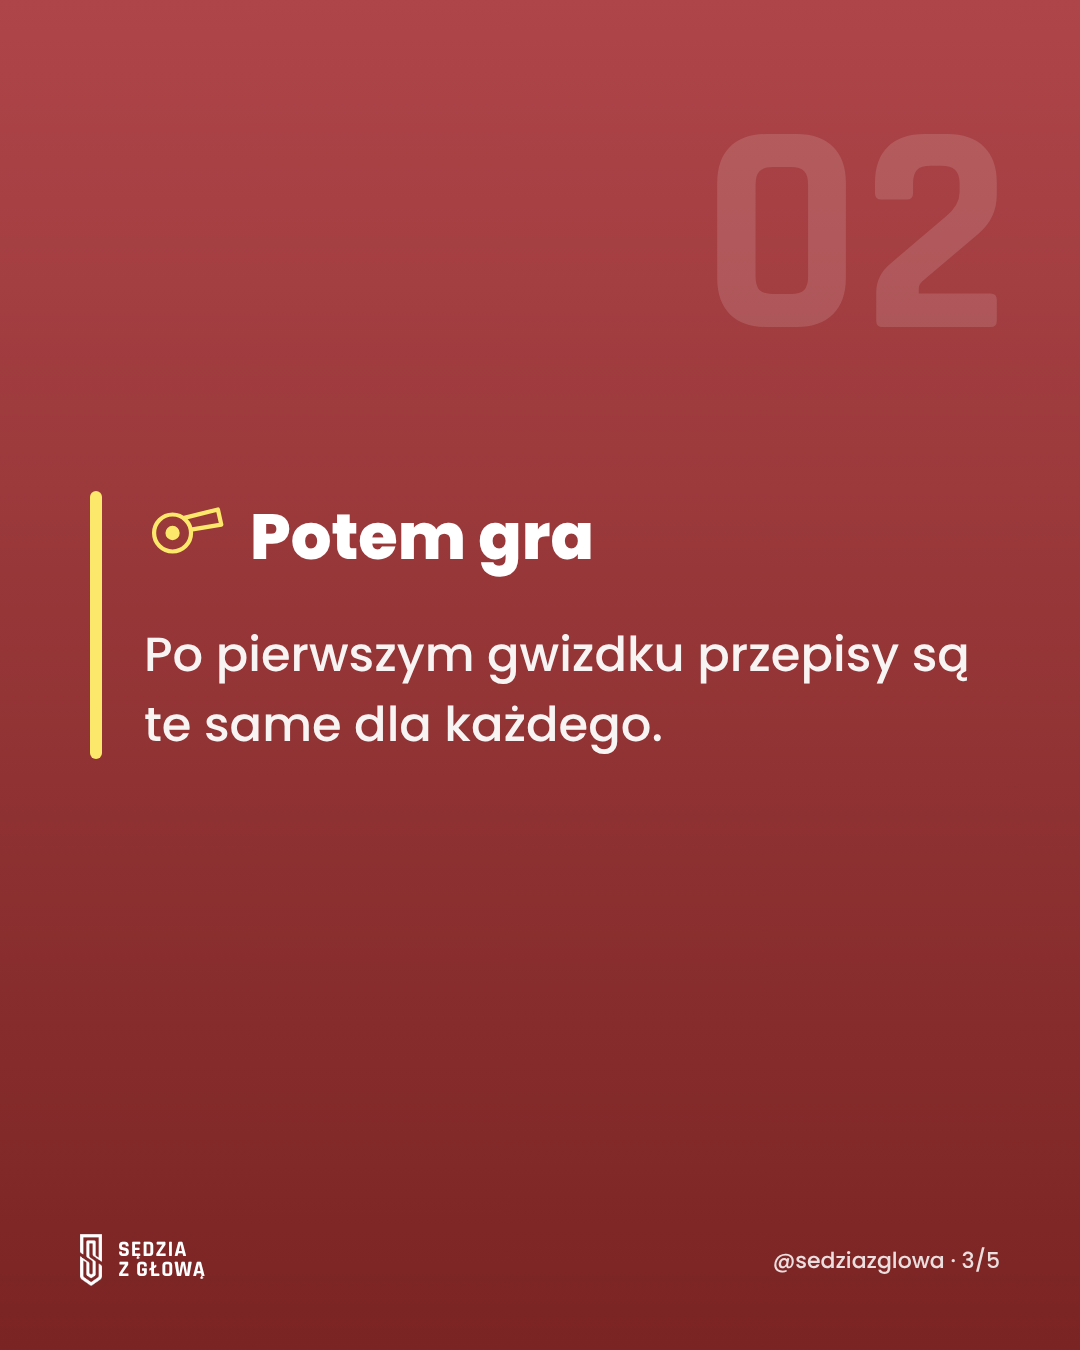 02
Potem gra
Po pierwszym gwizdku przepisy są
te same dla każdego.
SĘDZIA
Z GŁOWĄ
@sedziazglowa · 3/5